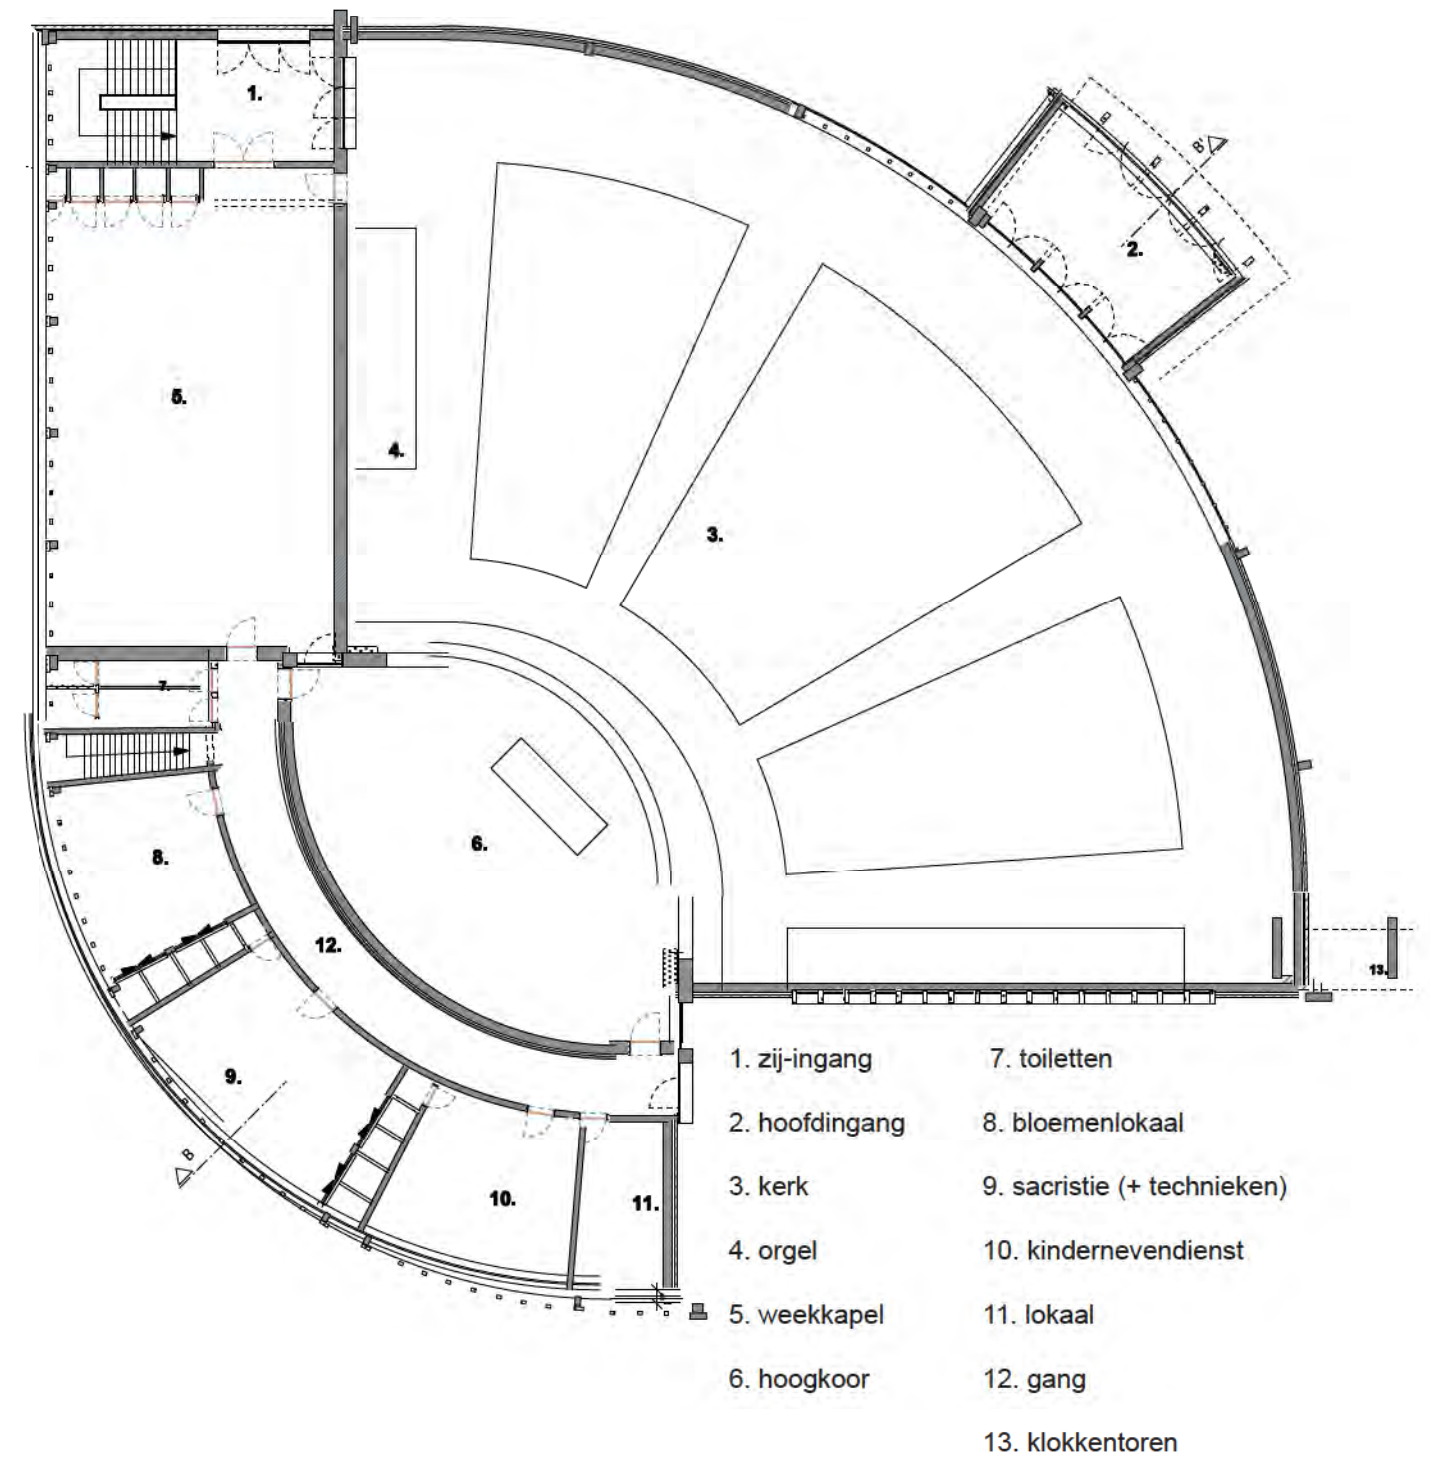 1.
2.
B
5.
4.
3.
7.
6.
8.
12.
13.
9.
B
10.
11.
1. zij-ingang
2. hoofdingang
3. kerk
4. orgel
5. weekkapel
6. hoogkoor
7. toiletten
8. bloemenlokaal
9. sacristie (+ technieken)
10. kindernevendienst
11. lokaal
12. gang
13. klokkentoren